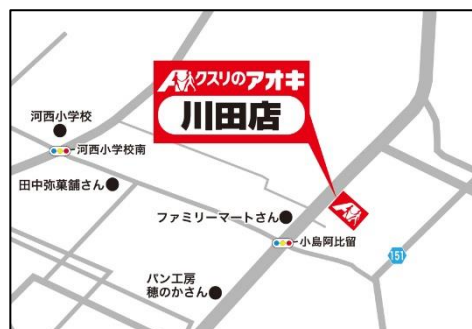 クスリのアオキ
川田店
河西小学校
河西小学校南
田中弥菓舗さん
ファミリーマートさん
小島阿比留
151
パン工房
穂のかさん